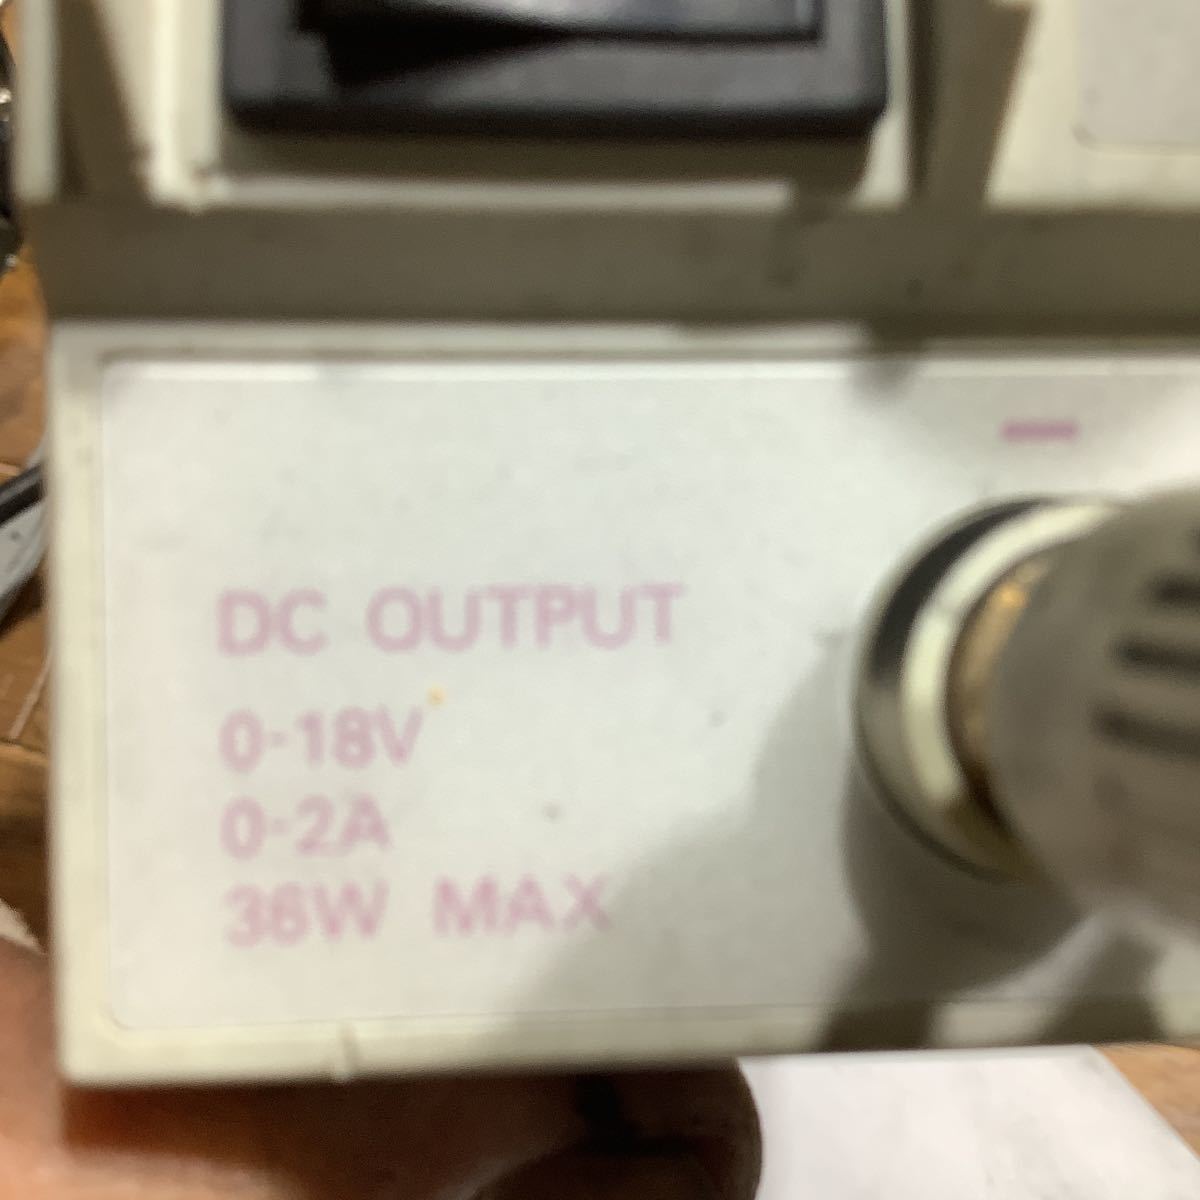 −
DC OUTPUT
0-18V
0-2A
36W MAX